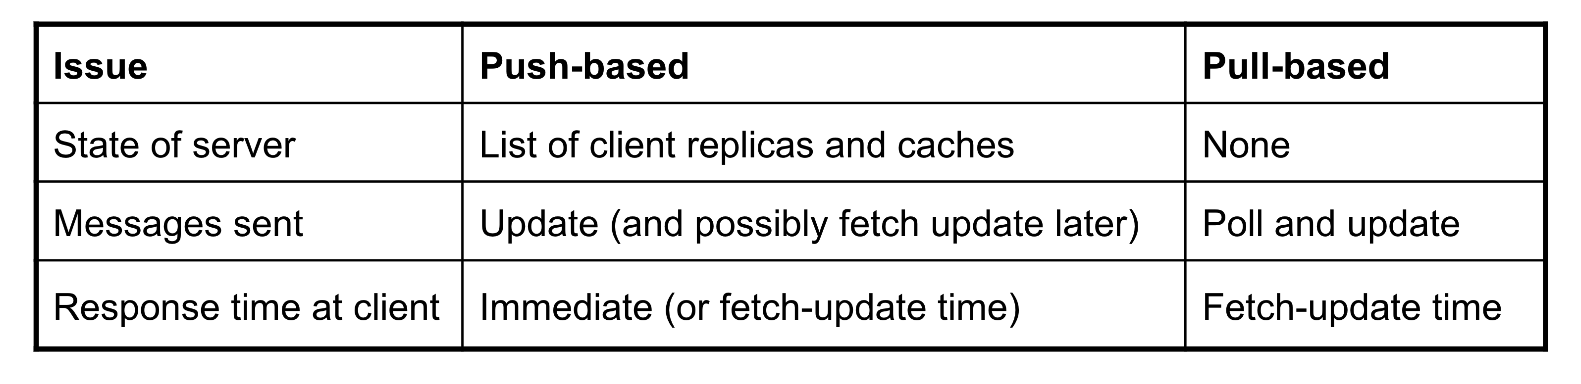 Issue Push-based Pull-based
State of server List of client replicas and caches None
Messages sent Update (and possibly fetch update later) Poll and update
Response time at client Immediate (or fetch-update time) Fetch-update time